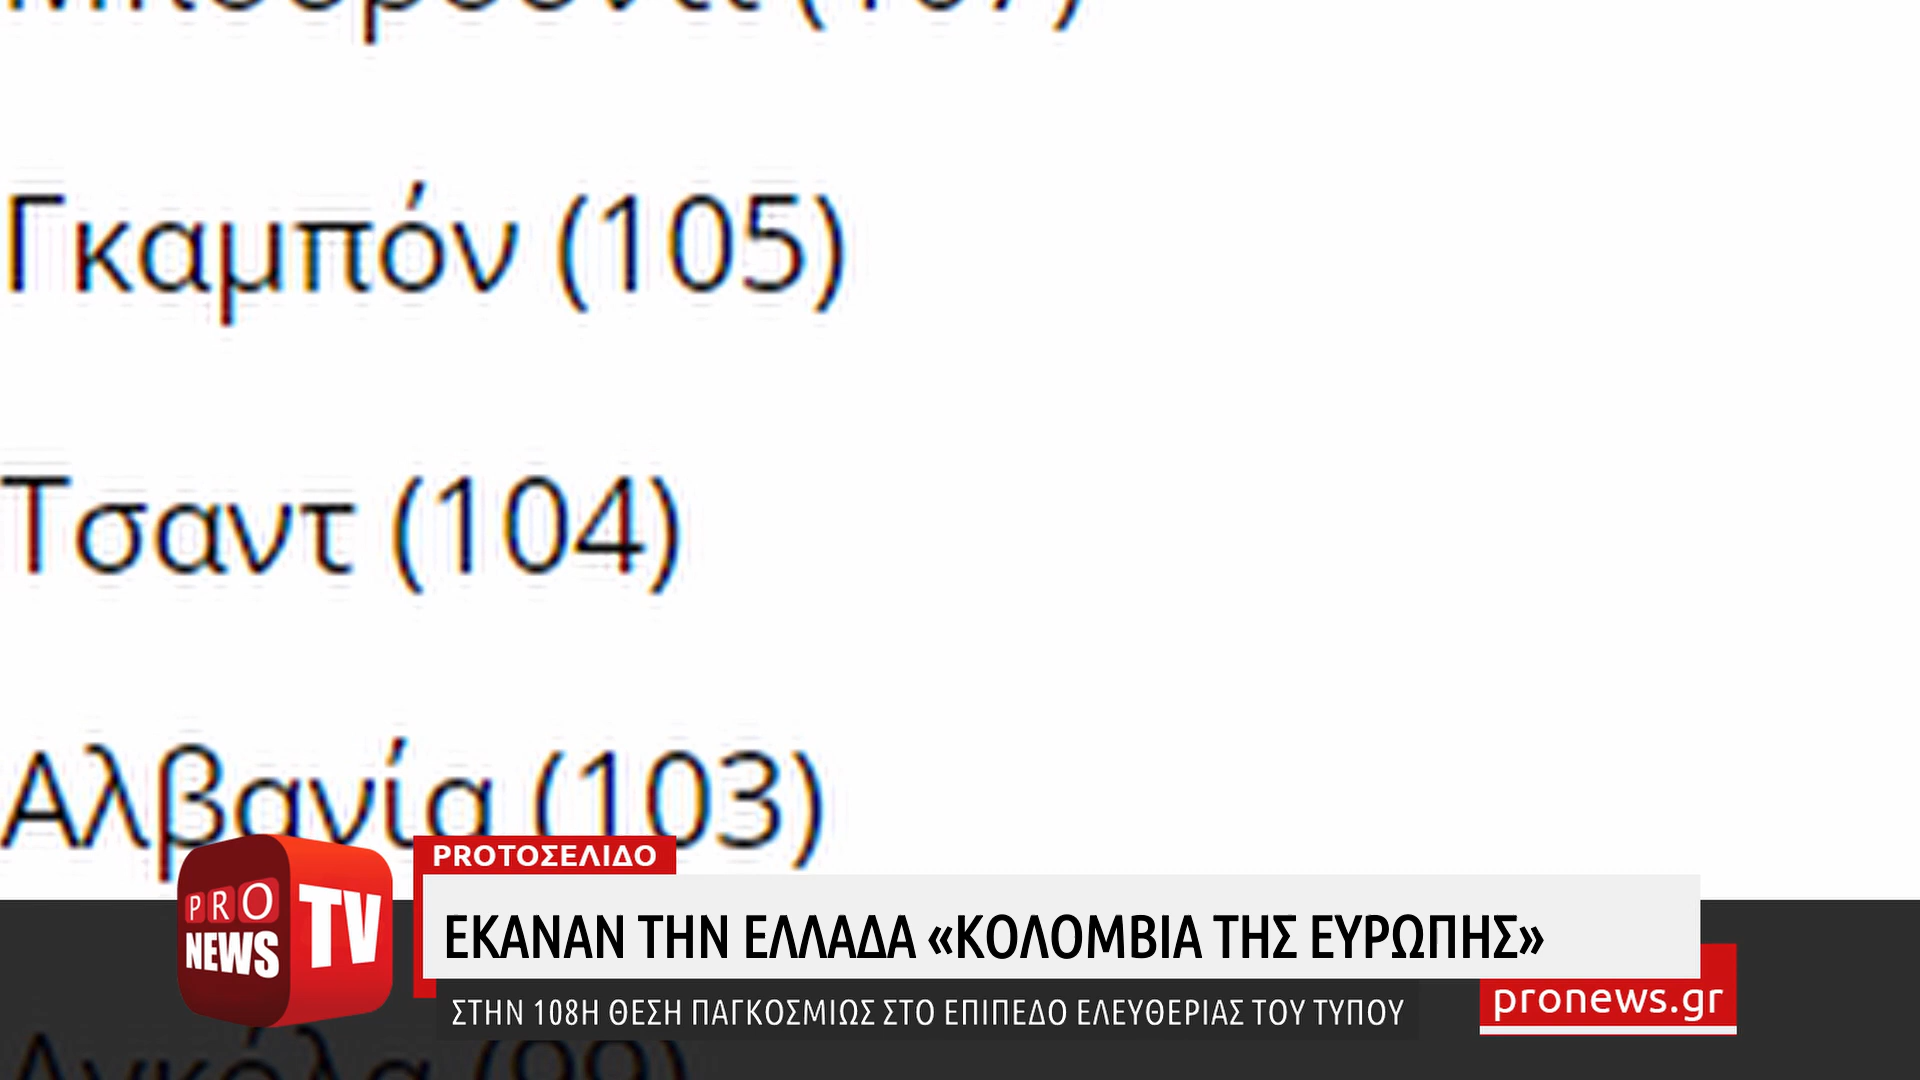 Γκαμπόν (105)
Τσαντ (104)
Αλβανία (103)
PROTOΣΕΛΙΔΟ
PRO
NEWS
TV
ΕΚΑΝΑΝ ΤΗΝ ΕΛΛΑΔΑ «ΚΟΛΟΜΒΙΑ ΤΗΣ ΕΥΡΩΠΗΣ»
ΣΤΗΝ 108Η ΘΕΣΗ ΠΑΓΚΟΣΜΙΩΣ ΣΤΟ ΕΠΙΠΕΔΟ ΕΛΕΥΘΕΡΙΑΣ ΤΟΥ ΤΥΠΟΥ
pronews.gr